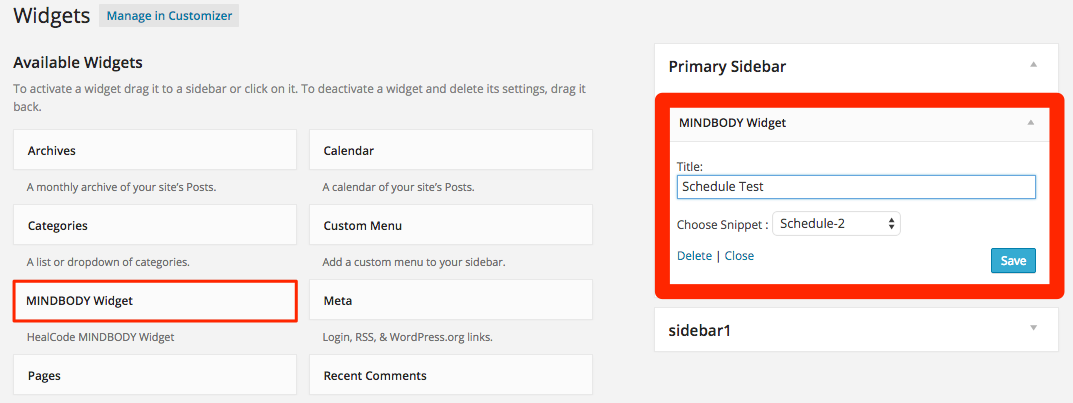 Widgets
Manage in Customizer
Available Widgets
To activate a widget drag it to a sidebar or click on it. To deactivate a widget and delete its settings, drag it
back.
Archives
Calendar
A monthly archive of your site's Posts.
A calendar of your site's Posts.
Categories
Custom Menu
A list or dropdown of categories.
Add a custom menu to your sidebar.
MINDBODY Widget
Meta
HealCode MINDBODY Widget
Login, RSS, & WordPress.org links.
Pages
Recent Comments
Primary Sidebar
MINDBODY Widget
Title:
Schedule Test
Choose Snippet : Schedule-2
Delete | Close
Save
sidebar1